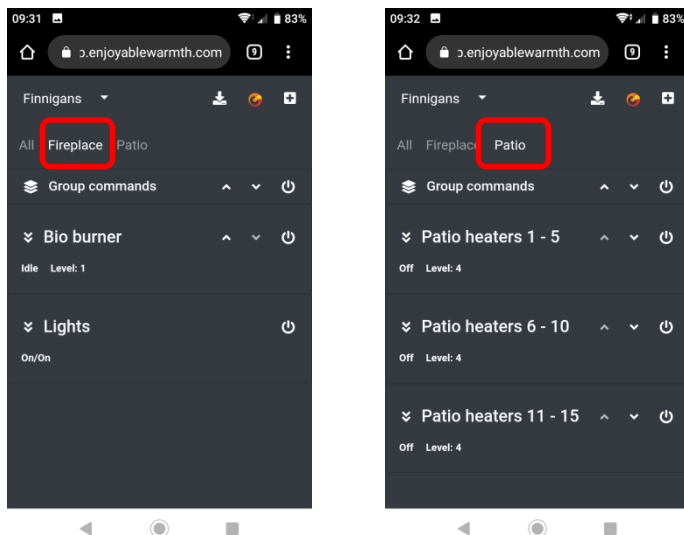 09:31 83%
ɔ.enjoyablewarmth.com 9
Finnigans
All Fireplace Patio
Group commands
Bio burner
Idle Level: 1
Lights
On/On
09:32 83%
ɔ.enjoyablewarmth.com 9
Finnigans
All Fireplace Patio
Group commands
Patio heaters 1 - 5
Off Level: 4
Patio heaters 6 - 10
Off Level: 4
Patio heaters 11 - 15
Off Level: 4